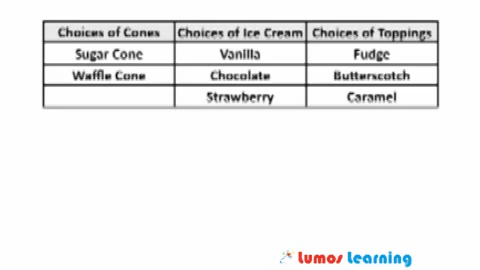 Choices of Cones Choices of Ice Cream Choices of Toppings
Sugar Cone Vanilla Fudge
Waffle Cone Chocolate Butterscotch
Strawberry Caramel
Lumos Learning